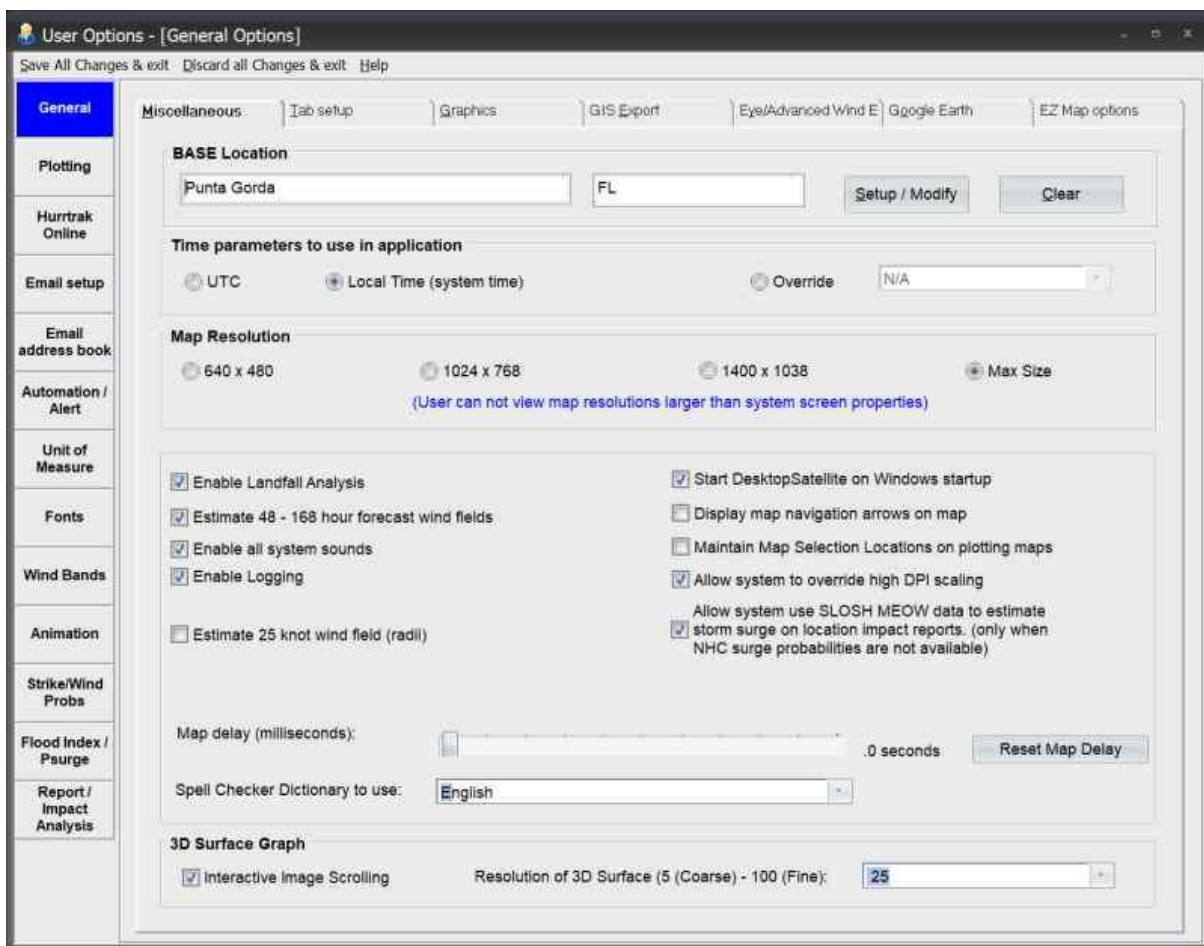 User Options - [General Options]
Save All Changes & exit Discard all Changes & exit Help
General
Plotting
Hurrtrak
Online
Email setup
Email
address book
Automation /
Alert
Unit of
Measure
Fonts
Wind Bands
Animation
Strike/Wind
Probs
Flood Index /
Psurge
Report /
Impact
Analysis
Miscellaneous Tab setup Graphics GIS Export Eye/Advanced Wind E Google Earth EZ Map options
BASE Location
Punta Gorda FL Setup / Modify Clear
Time parameters to use in application
UTC Local Time (system time) Override N/A
Map Resolution
640 x 480 1024 x 768 1400 x 1038 Max Size
(User can not view map resolutions larger than system screen properties)
Enable Landfall Analysis
Estimate 48 - 168 hour forecast wind fields
Enable all system sounds
Enable Logging
Estimate 25 knot wind field (radii)
Start DesktopSatellite on Windows startup
Display map navigation arrows on map
Maintain Map Selection Locations on plotting maps
Allow system to override high DPI scaling
Allow system use SLOSH MEOW data to estimate
storm surge on location impact reports. (only when
NHC surge probabilities are not available)
Map delay (milliseconds): .0 seconds Reset Map Delay
Spell Checker Dictionary to use: English
3D Surface Graph
Interactive Image Scrolling Resolution of 3D Surface (5 (Coarse) - 100 (Fine): 25